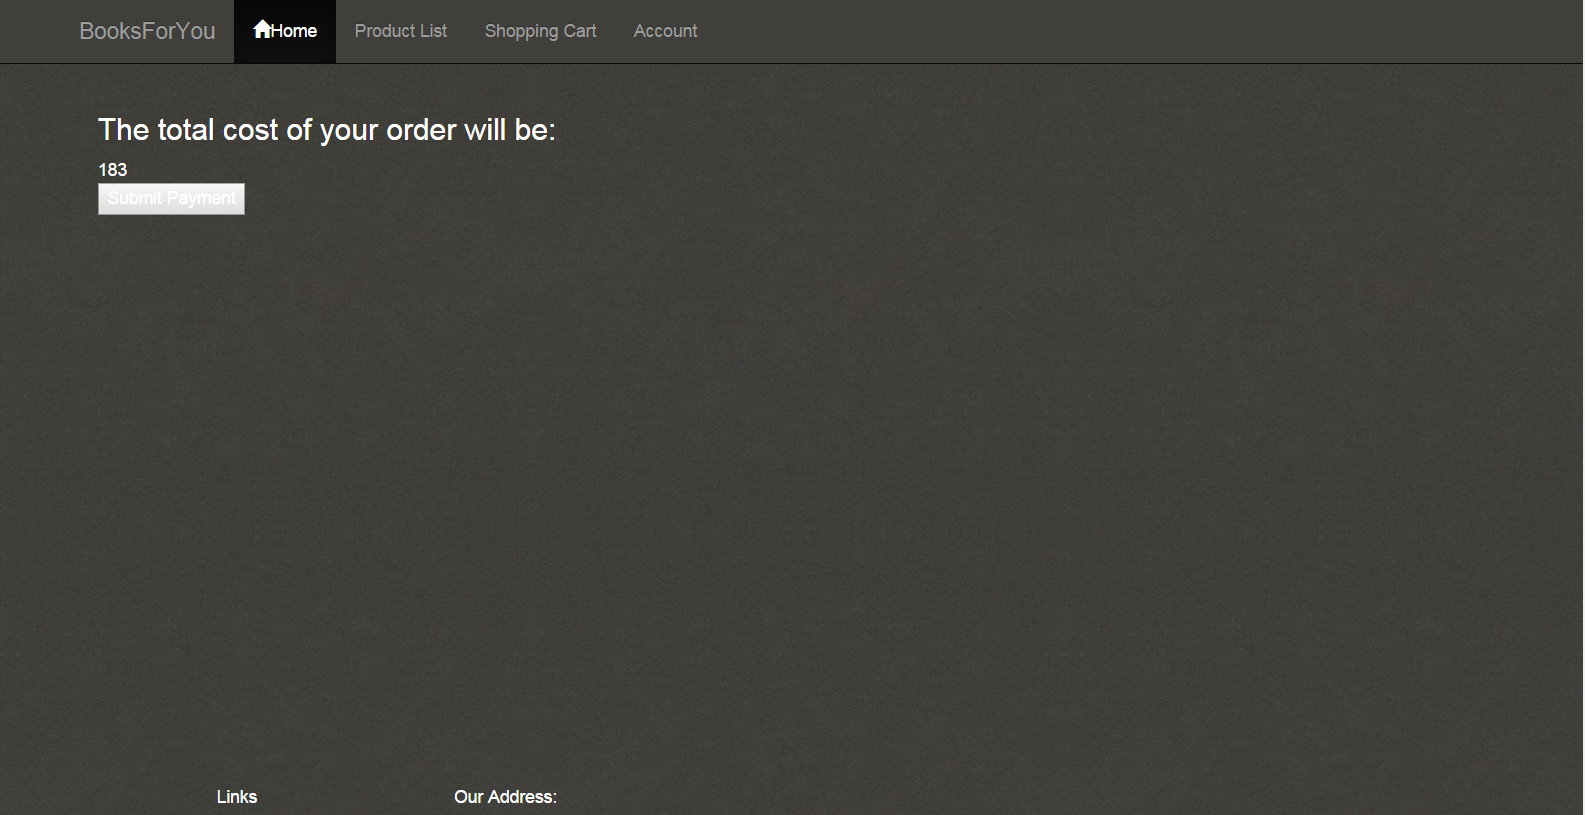 BooksForYou Home Product List Shopping Cart Account
The total cost of your order will be:
183
Submit Payment
Links Our Address: